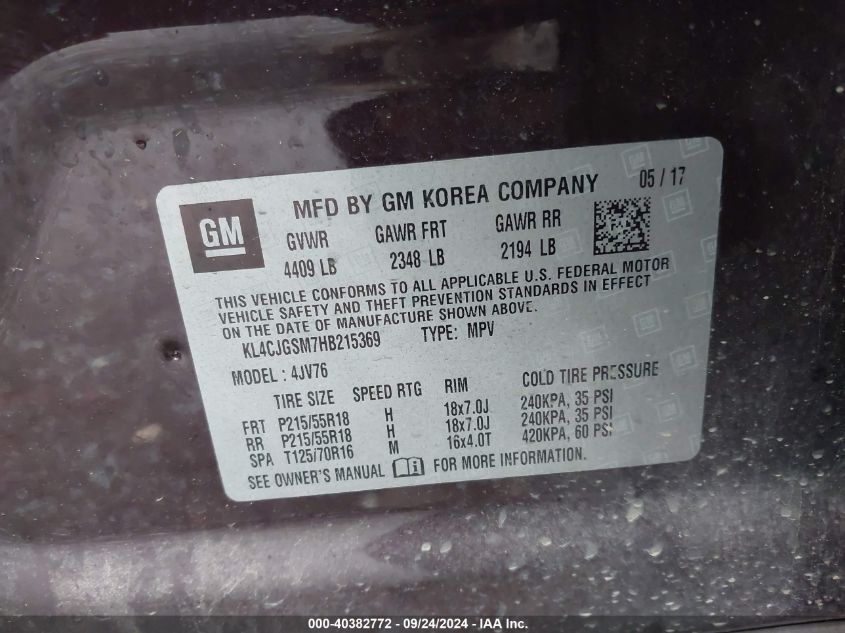 GM
MFD BY GM KOREA COMPANY 05 / 17
GVWR GAWR FRT GAWR RR
4409 LB 2348 LB 2194 LB
THIS VEHICLE CONFORMS TO ALL APPLICABLE U.S. FEDERAL MOTOR
VEHICLE SAFETY AND THEFT PREVENTION STANDARDS IN EFFECT
ON THE DATE OF MANUFACTURE SHOWN ABOVE.
KL4CJGSM7HB215369 TYPE: MPV
MODEL : 4JV76
TIRE SIZE SPEED RTG RIM COLD TIRE PRESSURE
FRT P215/55R18 H 18x7.0J 240KPA, 35 PSI
RR P215/55R18 H 18x7.0J 240KPA, 35 PSI
SPA T125/70R16 M 16x4.0T 420KPA, 60 PSI
SEE OWNER'S MANUAL FOR MORE INFORMATION.
000-40382772 - 09/24/2024 - IAA Inc.